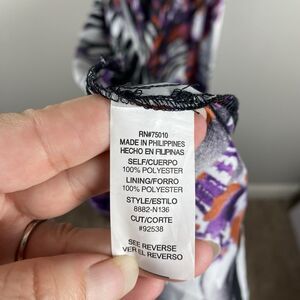 RN#75010
MADE IN PHILIPPINES
HECHO EN FILIPINAS
SELF/CUERPO
100% POLYESTER
LINING/FORRO
100% POLYESTER
STYLE/ESTILO
8882-N136
CUT/CORTE
#92538
SEE REVERSE
VER EL REVERSO